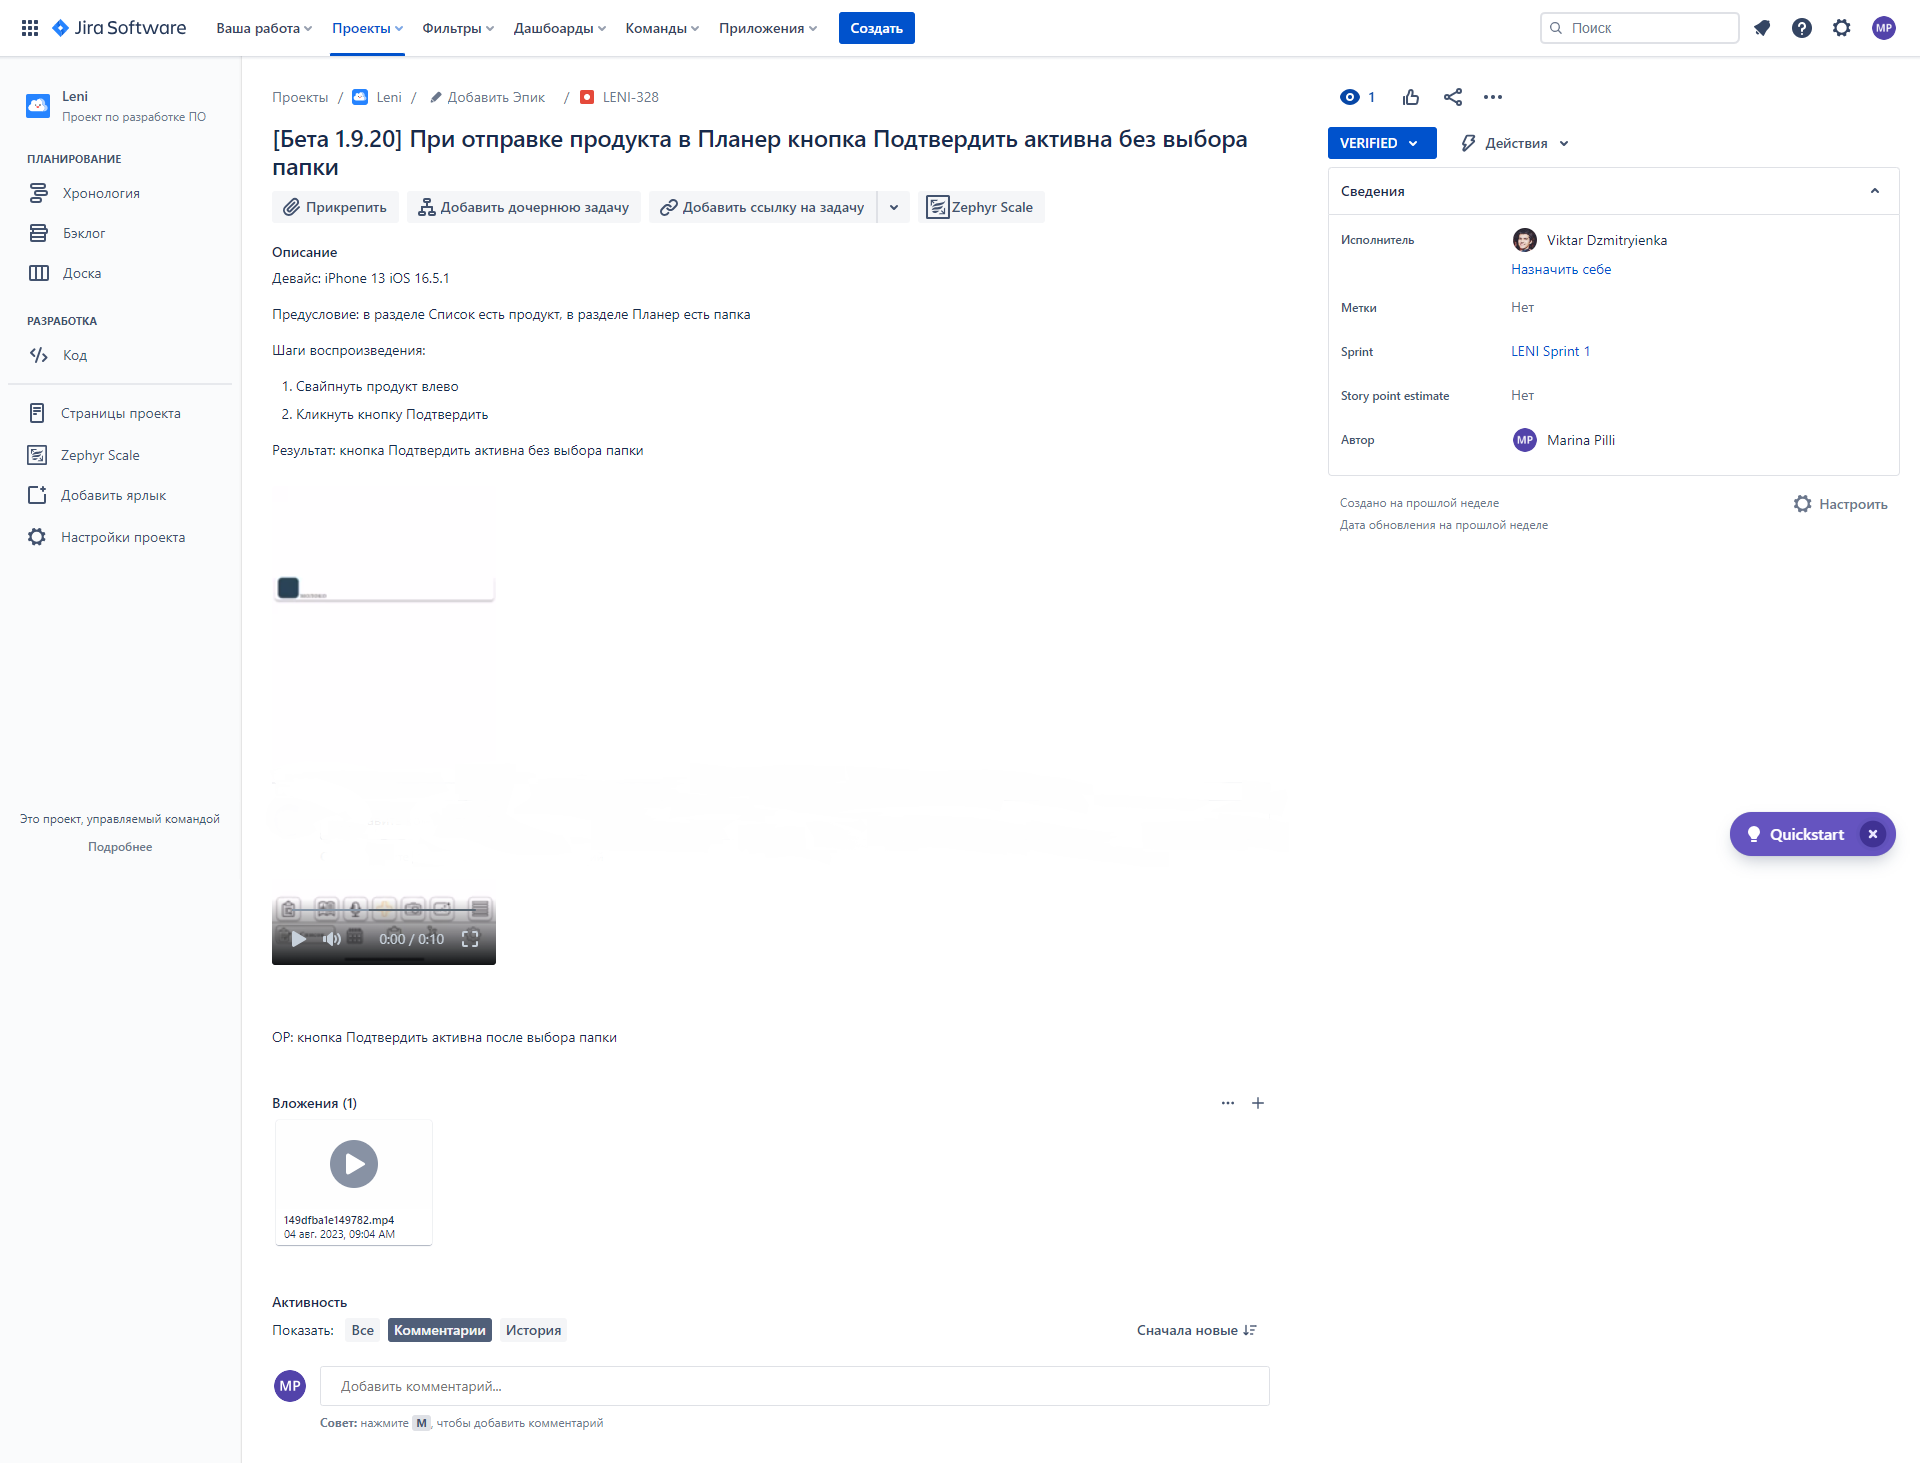 Jira Software
Ваша работа
Проекты
Фильтры
Дашбоарды
Команды
Приложения
Создать
Поиск
MP
Leni
Проект по разработке ПО
ПЛАНИРОВАНИЕ
Хронология
Бэклог
Доска
РАЗРАБОТКА
Код
Страницы проекта
Zephyr Scale
Добавить ярлык
Настройки проекта
Это проект, управляемый командой
Подробнее
Проекты / Leni / Добавить Эпик / LENI-328
[Бета 1.9.20] При отправке продукта в Планер кнопка Подтвердить активна без выбора
папки
Прикрепить
Добавить дочернюю задачу
Добавить ссылку на задачу
Zephyr Scale
Описание
Девайс: iPhone 13 iOS 16.5.1
Предусловие: в разделе Список есть продукт, в разделе Планер есть папка
Шаги воспроизведения:
1. Свайпнуть продукт влево
2. Кликнуть кнопку Подтвердить
Результат: кнопка Подтвердить активна без выбора папки
0:00 / 0:10
ОР: кнопка Подтвердить активна после выбора папки
Вложения (1)
149dfba1e149782.mp4
04 авг. 2023, 09:04 AM
Активность
Показать:
Все
Комментарии
История
Сначала новые
MP
Добавить комментарий...
Совет: нажмите M, чтобы добавить комментарий
1
VERIFIED
Действия
Сведения
Исполнитель
Viktar Dzmitryienka
Назначить себе
Метки
Нет
Sprint
LENI Sprint 1
Story point estimate
Нет
Автор
MP
Marina Pilli
Создано на прошлой неделе
Дата обновления на прошлой неделе
Настроить
Quickstart